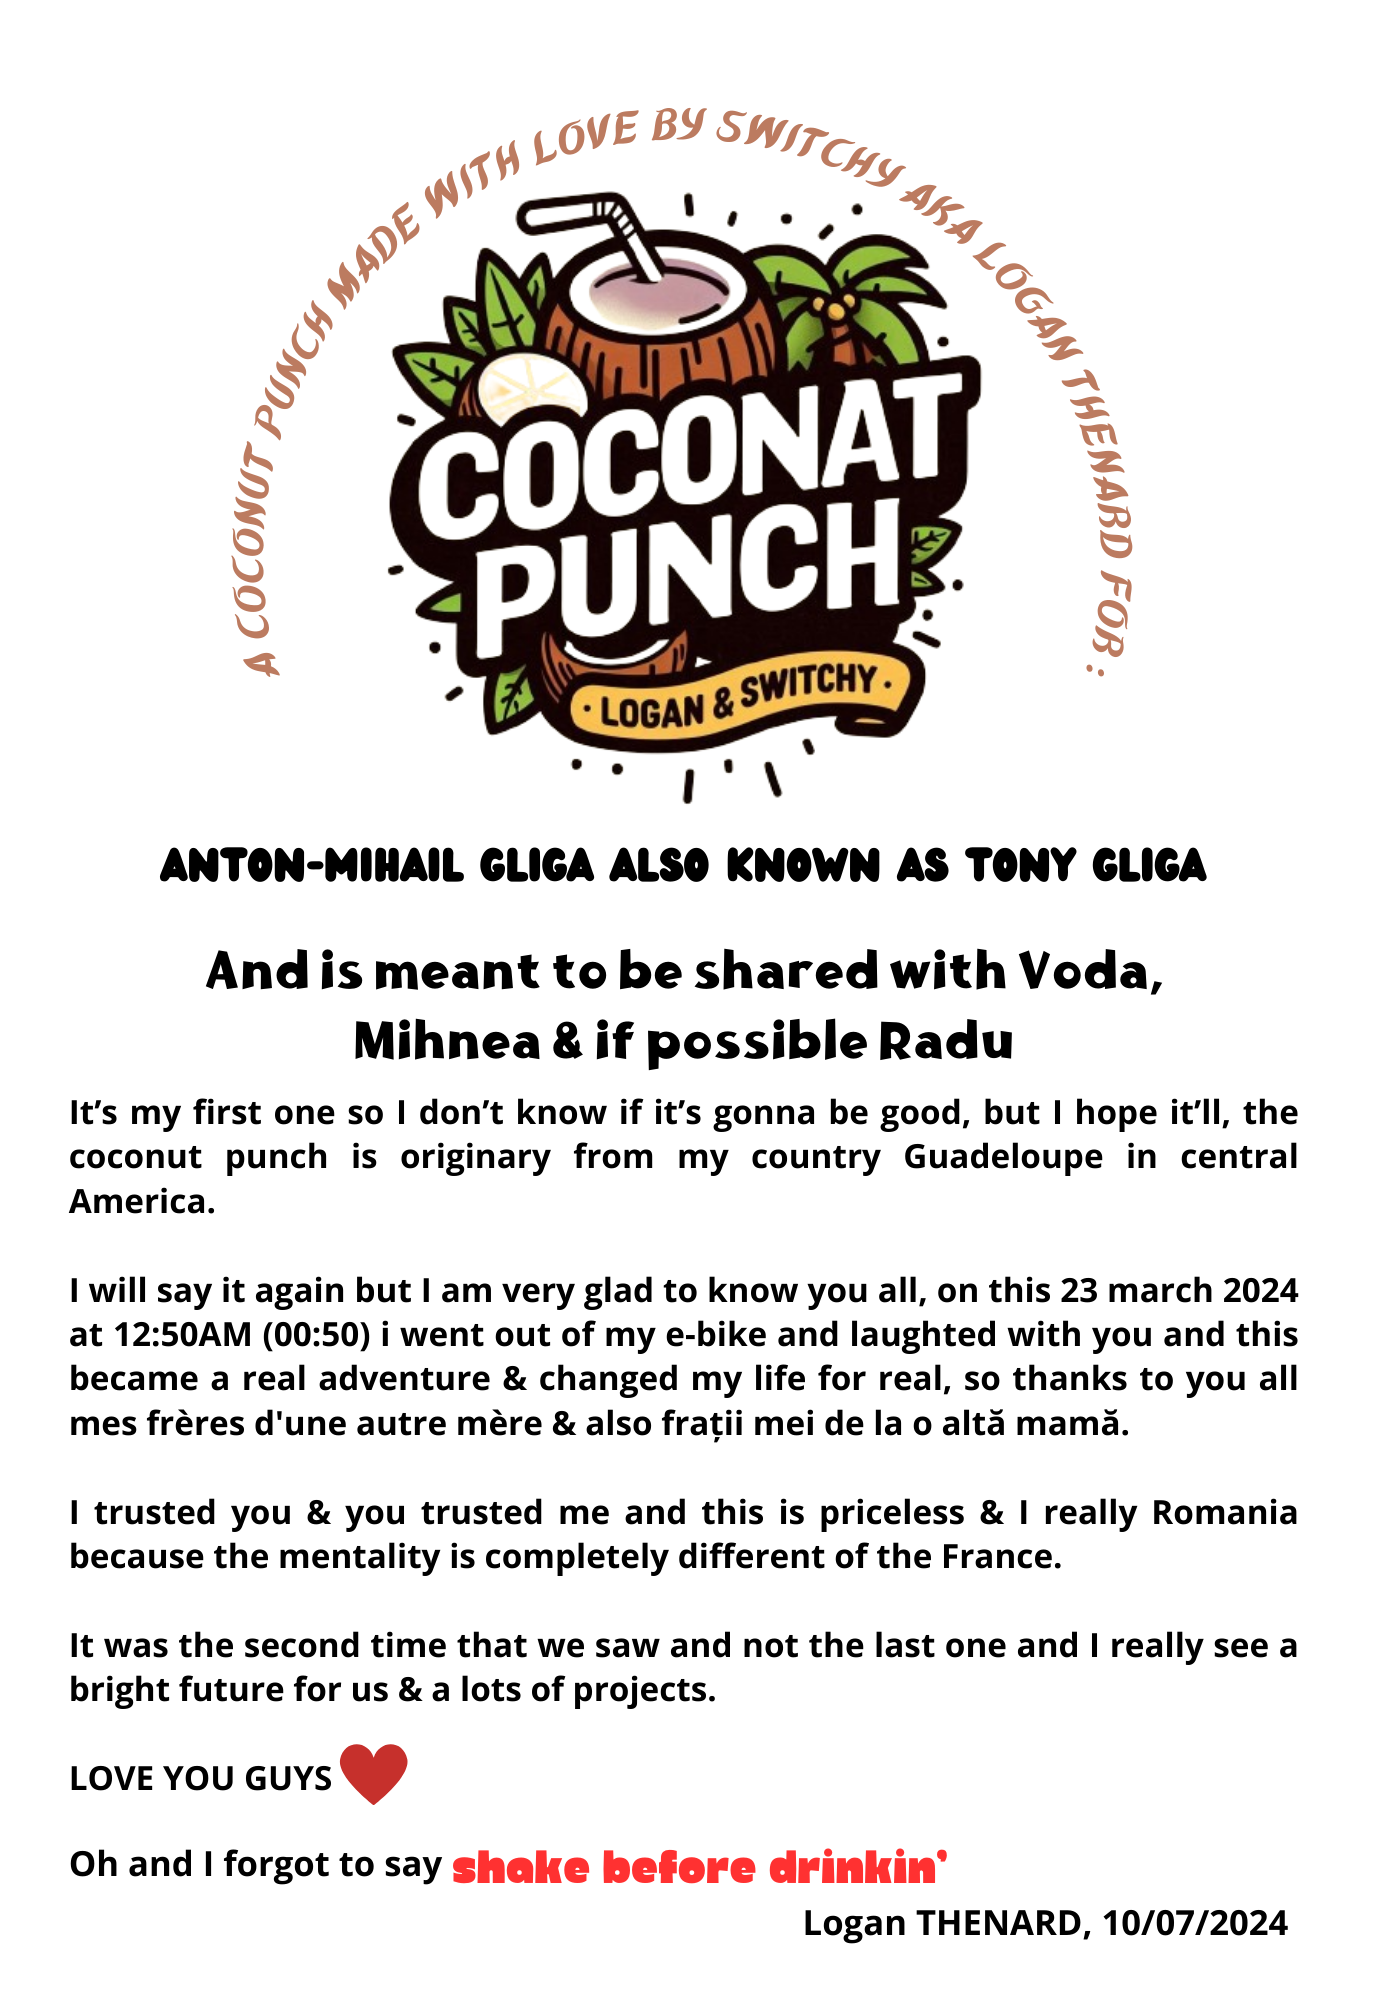 A COCONUT PUNCH MADE WITH LOVE BY SWITCHY AKA LOGAN THENARD FOR :
COCONAT
PUNCH
· LOGAN & SWITCHY ·
ANTON-MIHAIL GLIGA ALSO KNOWN AS TONY GLIGA
And is meant to be shared with Voda,
Mihnea & if possible Radu
It’s my first one so I don’t know if it’s gonna be good, but I hope it’ll, the
coconut punch is originary from my country Guadeloupe in central
America.
I will say it again but I am very glad to know you all, on this 23 march 2024
at 12:50AM (00:50) i went out of my e-bike and laughted with you and this
became a real adventure & changed my life for real, so thanks to you all
mes frères d'une autre mère & also frații mei de la o altă mamă.
I trusted you & you trusted me and this is priceless & I really Romania
because the mentality is completely different of the France.
It was the second time that we saw and not the last one and I really see a
bright future for us & a lots of projects.
LOVE YOU GUYS
Oh and I forgot to say shake before drinkin'
Logan THENARD, 10/07/2024